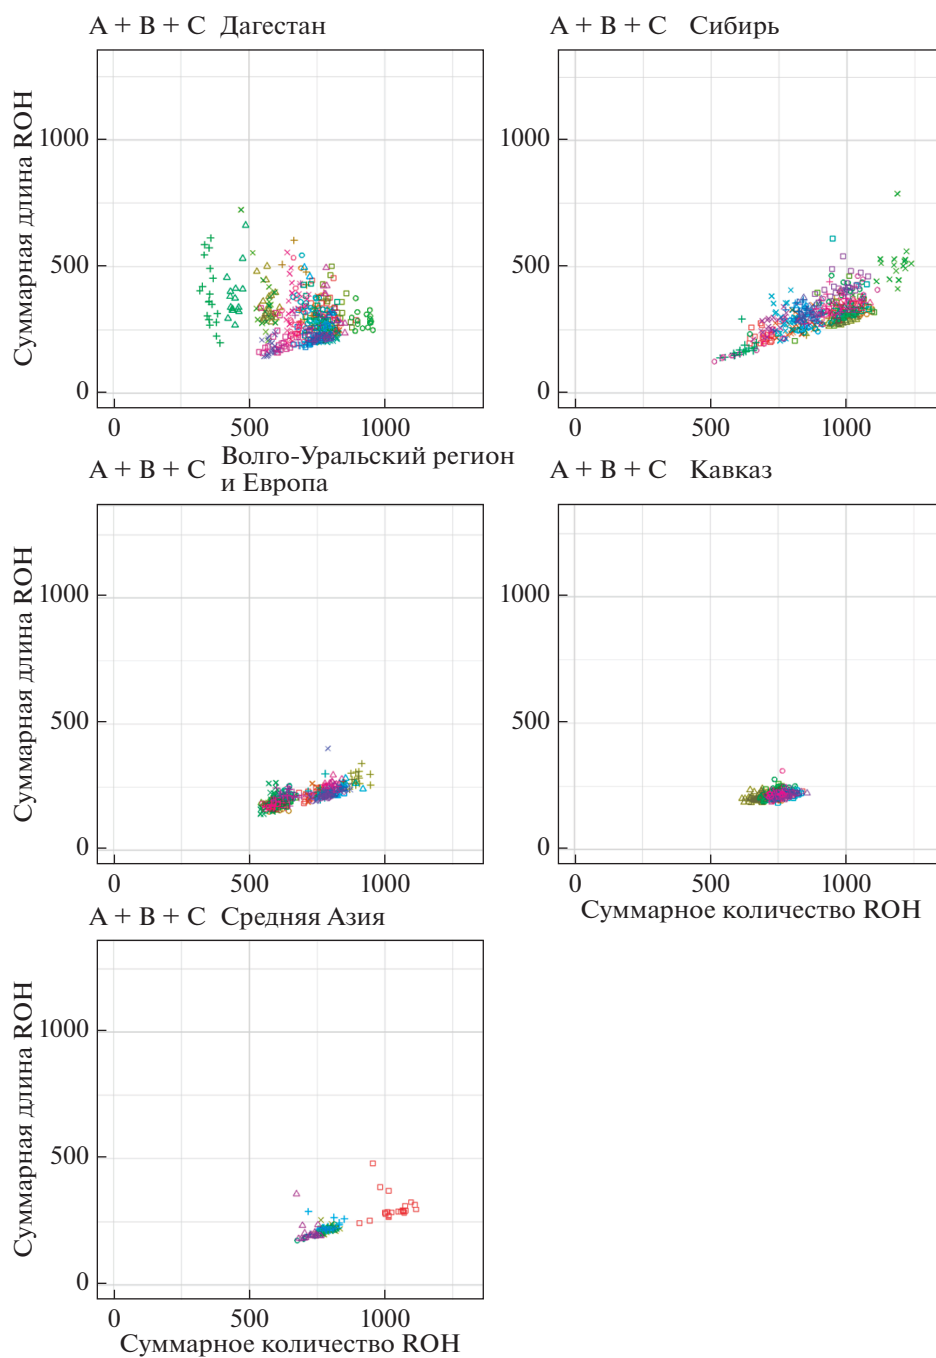 A + B + C Дагестан
A + B + C Сибирь
Суммарная длина ROH
1000
500
0
0 500 1000
1000
500
0
0 500 1000
A + B + C Волго-Уральский регион
и Европа
A + B + C Кавказ
Суммарная длина ROH
1000
500
0
0 500 1000
1000
500
0
0 500 1000
Суммарное количество ROH
A + B + C Средняя Азия
Суммарная длина ROH
1000
500
0
0 500 1000
Суммарное количество ROH